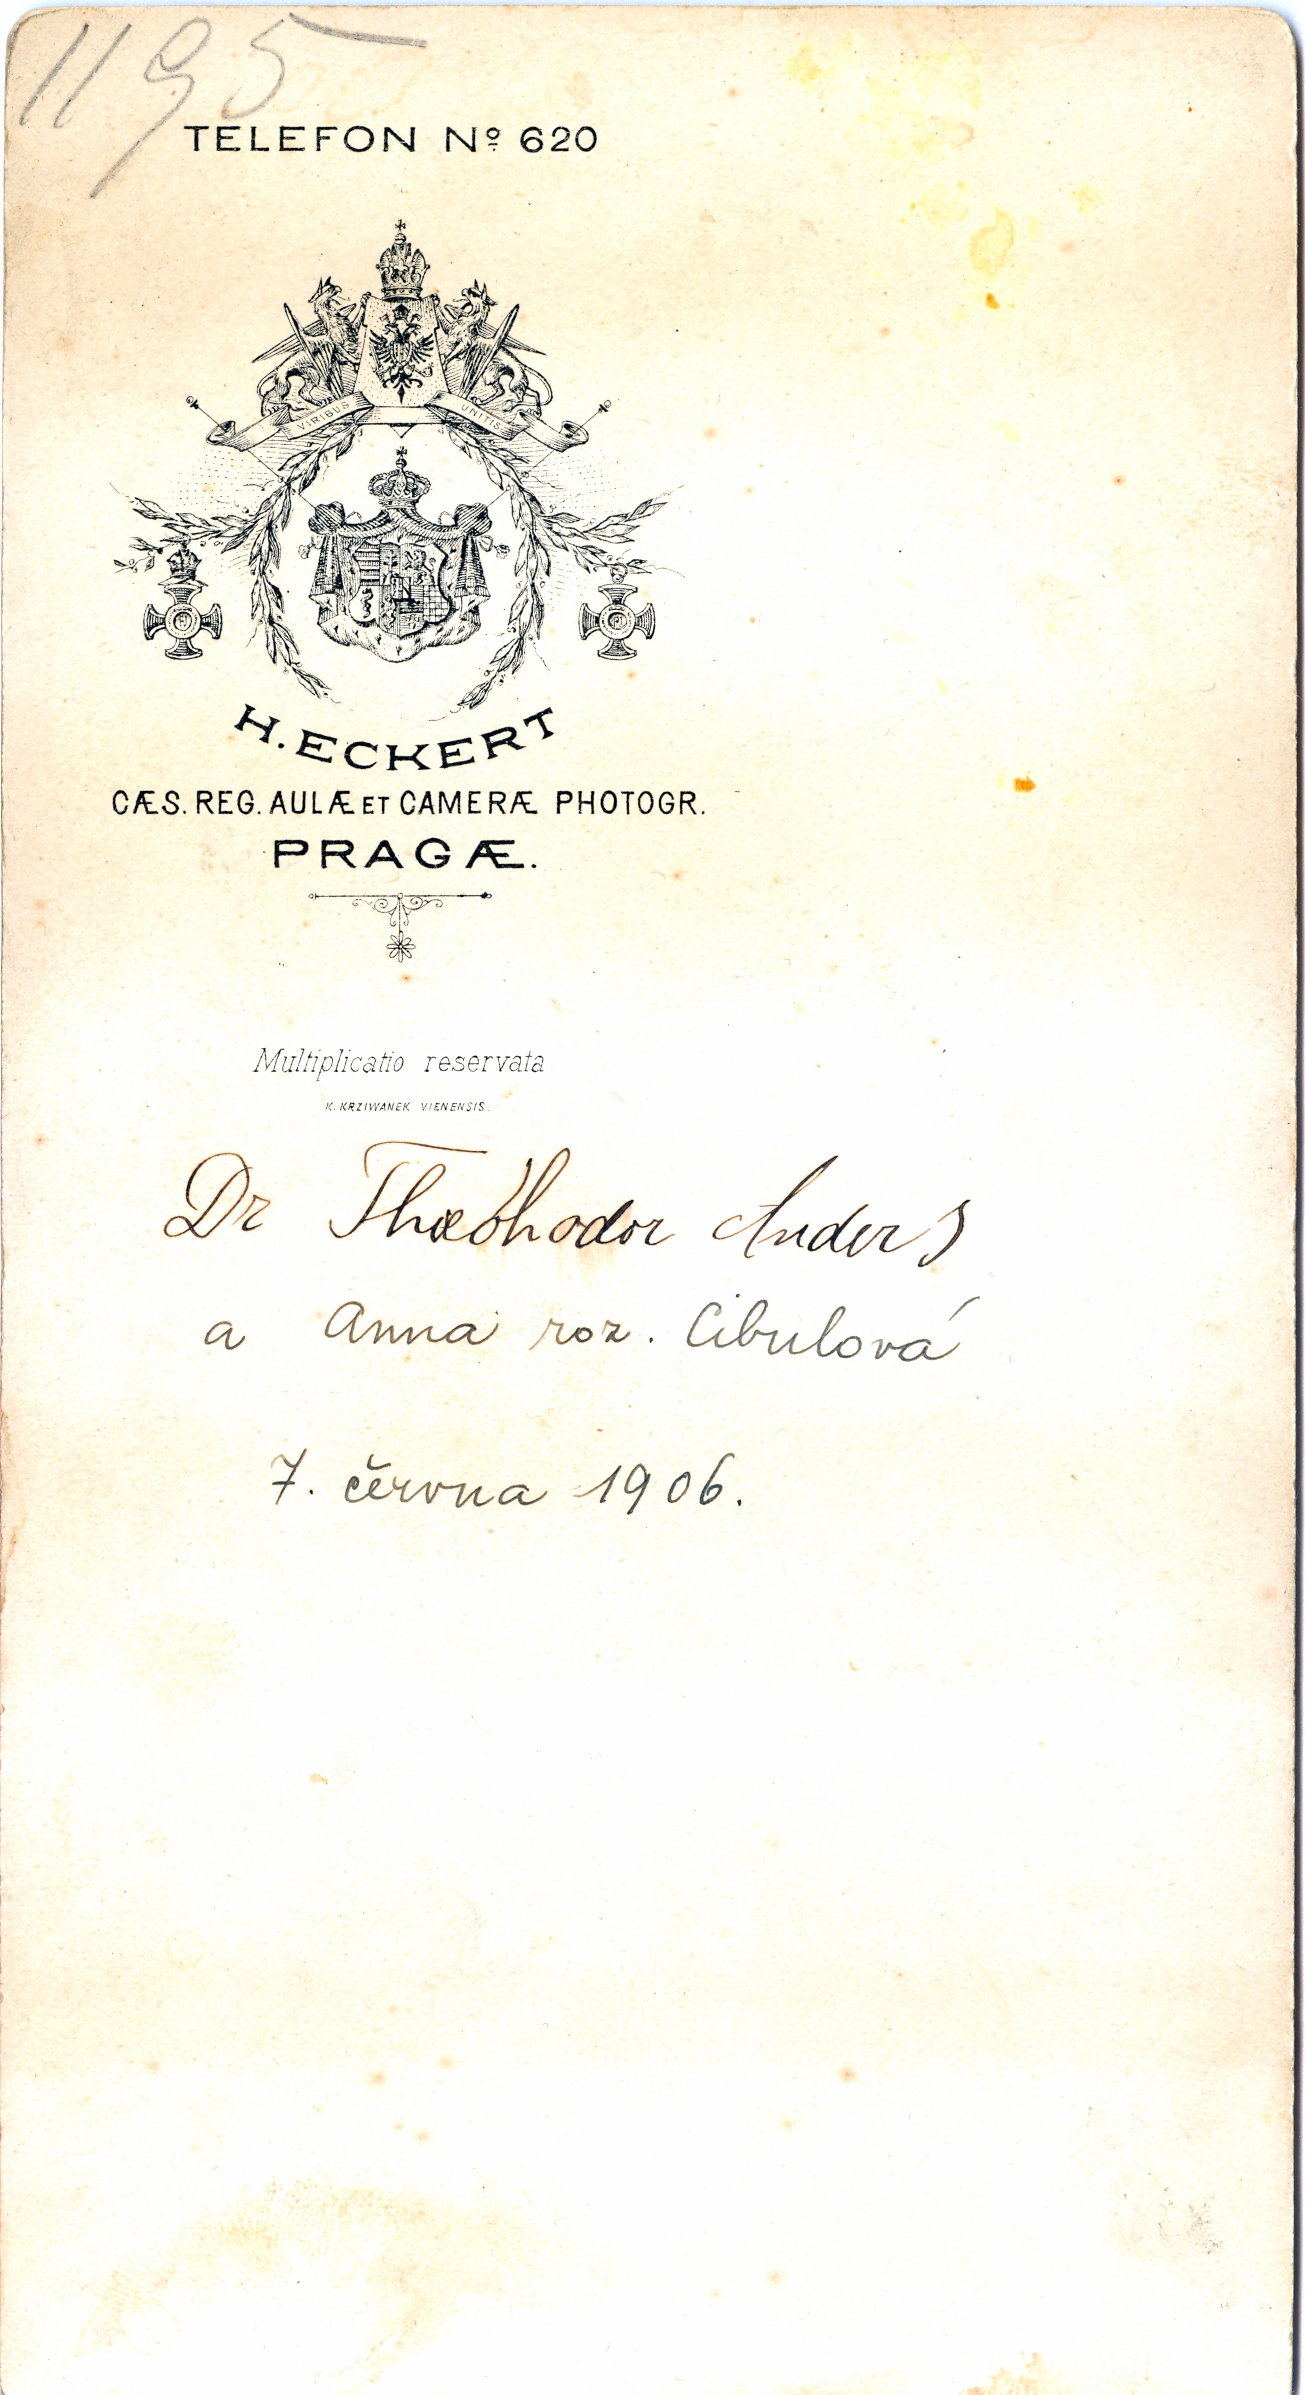 1195
TELEFON Nº 620
VIRIBUS UNITIS
H. ECKERT
CÆS. REG. AULÆ ET CAMERÆ PHOTOGR.
PRAGÆ.
Multiplicatio reservata
K. KRZIWANEK VIENENSIS.
Dr Anders
a Anna roz. Cibulová
7. června 1906.